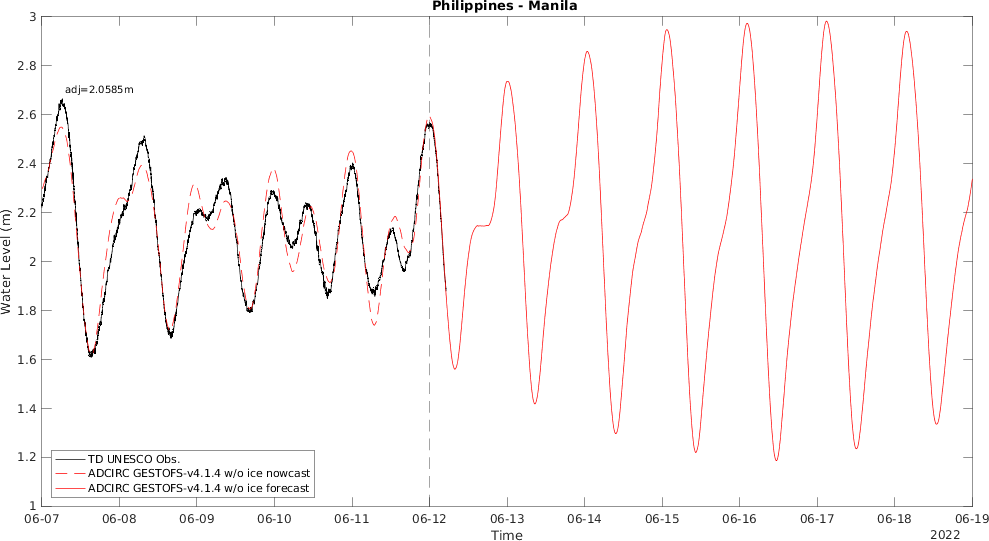 Philippines - Manila
3
2.8
2.6
2.4
2.2
2
1.8
1.6
1.4
1.2
1
Water Level (m)
adj=2.0585m
TD UNESCO Obs.
ADCIRC GESTOFS-v4.1.4 w/o ice nowcast
ADCIRC GESTOFS-v4.1.4 w/o ice forecast
06-07 06-08 06-09 06-10 06-11 06-12 06-13 06-14 06-15 06-16 06-17 06-18 06-19
Time
2022